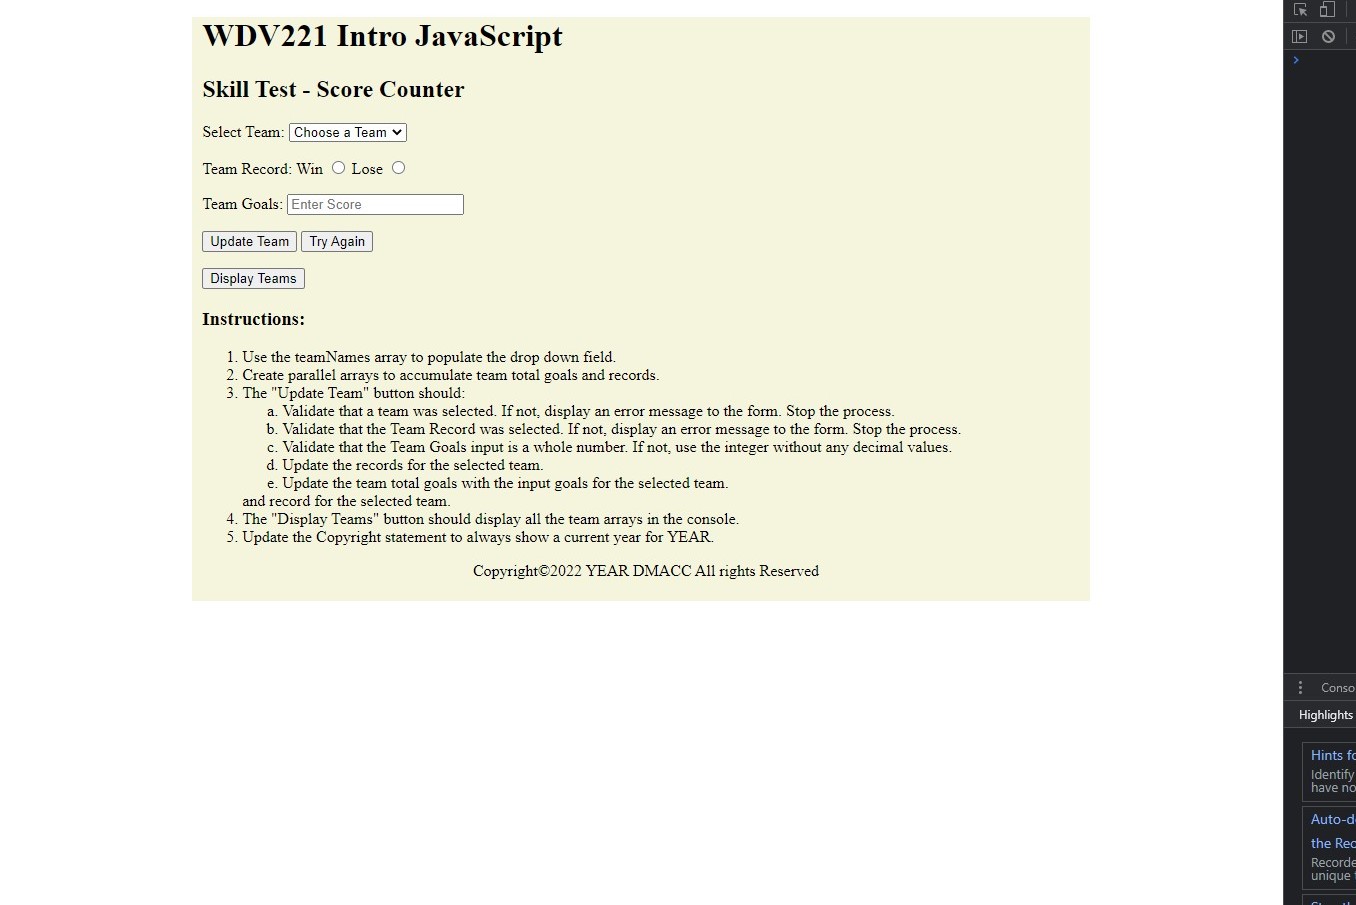 WDV221 Intro JavaScript
Skill Test - Score Counter
Select Team: Choose a Team
Team Record: Win Lose
Team Goals: Enter Score
Update Team Try Again
Display Teams
Instructions:
1. Use the teamNames array to populate the drop down field.
2. Create parallel arrays to accumulate team total goals and records.
3. The "Update Team" button should:
a. Validate that a team was selected. If not, display an error message to the form. Stop the process.
b. Validate that the Team Record was selected. If not, display an error message to the form. Stop the process.
c. Validate that the Team Goals input is a whole number. If not, use the integer without any decimal values.
d. Update the records for the selected team.
e. Update the team total goals with the input goals for the selected team.
and record for the selected team.
4. The "Display Teams" button should display all the team arrays in the console.
5. Update the Copyright statement to always show a current year for YEAR.
Copyright©2022 YEAR DMACC All rights Reserved
Conso
Highlights
Hints fo
Identify
have no
Auto-d
the Rec
Recorde
unique